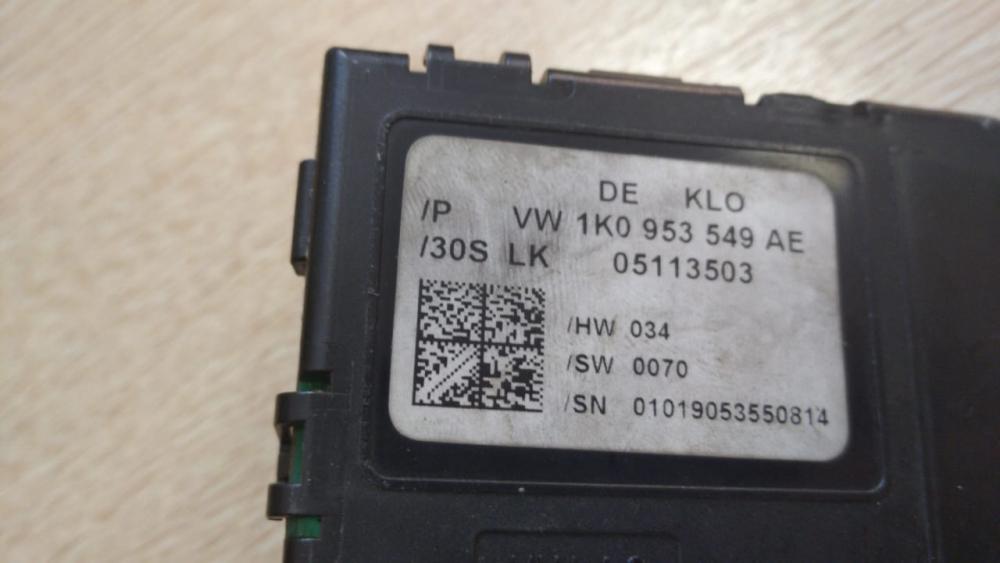 DE KLO
/P VW 1K0 953 549 AE
/30S LK 05113503
/HW 034
/SW 0070
/SN 01019053550814